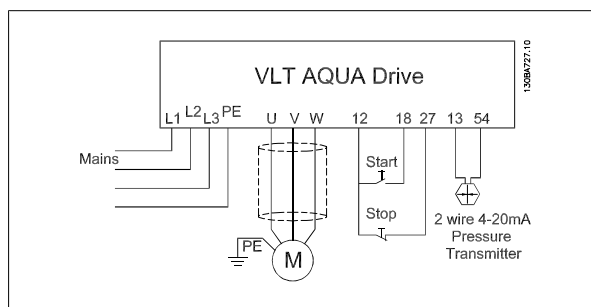 VLT AQUA Drive
130BA727.10
L1 L2 L3 PE U V W 12 18 27 13 54
Mains
Start
Stop
PE
M
2 wire 4-20mA
Pressure
Transmitter